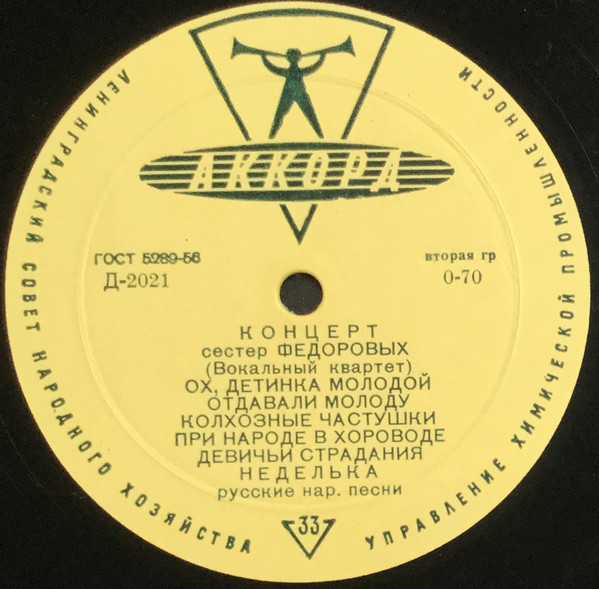 ЛЕНИНГРАДСКИЙ СОВЕТ НАРОДНОГО ХОЗЯЙСТВА
УПРАВЛЕНИЕ ХИМИЧЕСКОЙ ПРОМЫШЛЕННОСТИ
АККОРД
ГОСТ 5289-56
вторая гр
Д-2021
0-70
КОНЦЕРТ
сестер ФЕДОРОВЫХ
(Вокальный квартет)
ОХ, ДЕТИНКА МОЛОДОЙ
ОТДАВАЛИ МОЛОДУ
КОЛХОЗНЫЕ ЧАСТУШКИ
ПРИ НАРОДЕ В ХОРОВОДЕ
ДЕВИЧЬИ СТРАДАНИЯ
НЕДЕЛЬКА
русские нар. песни
33